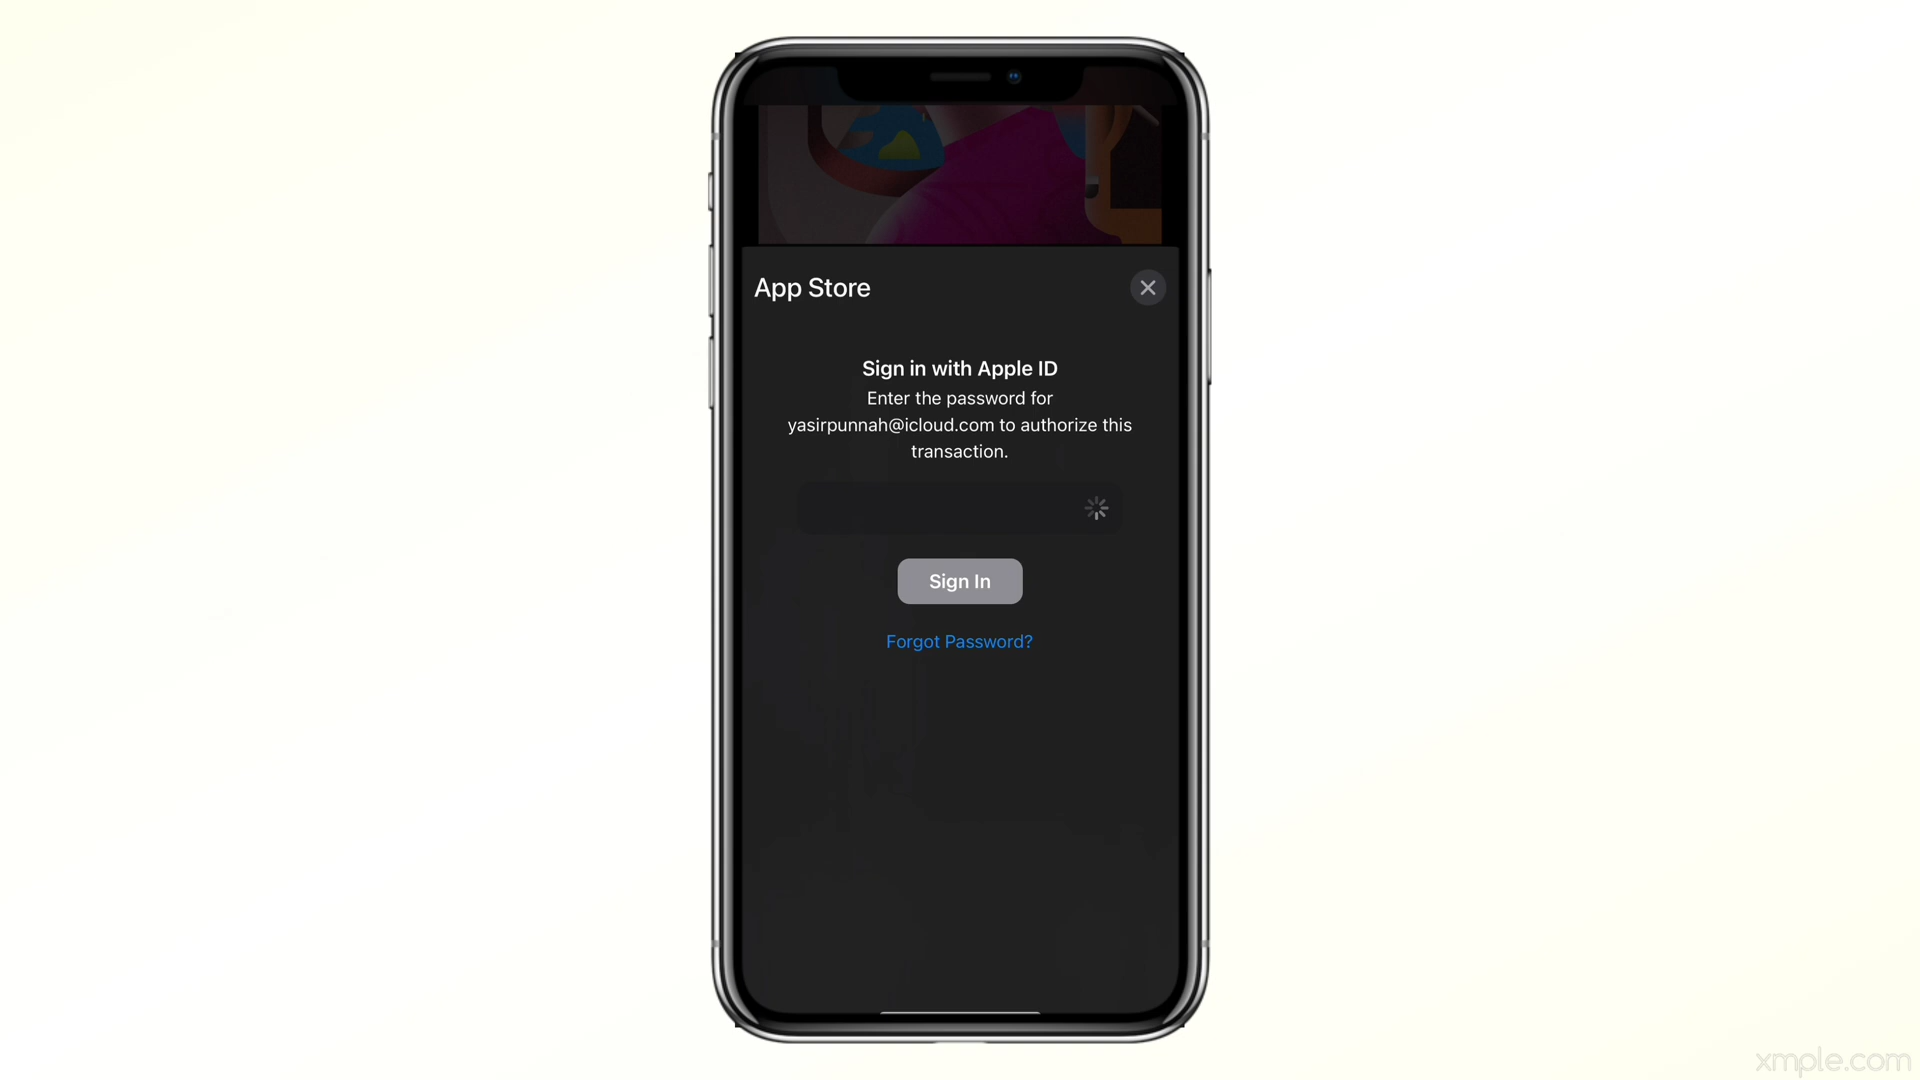 App Store
Sign in with Apple ID
Enter the password for
yasirpunnah@icloud.com to authorize this
transaction.
Sign In
Forgot Password?
xmple.com